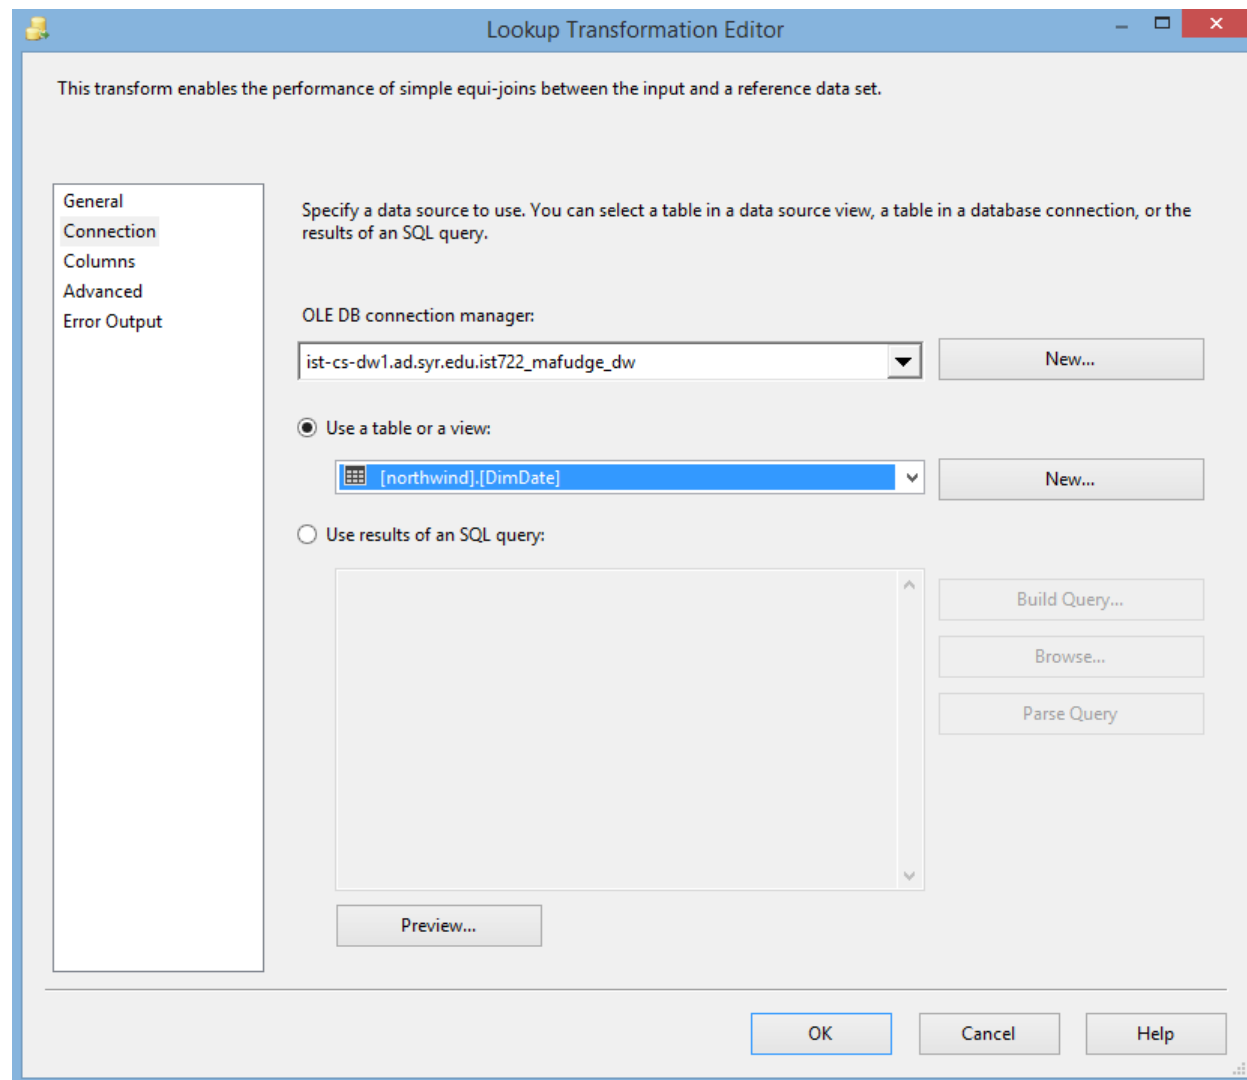 Lookup Transformation Editor
This transform enables the performance of simple equi-joins between the input and a reference data set.
General
Connection
Columns
Advanced
Error Output
Specify a data source to use. You can select a table in a data source view, a table in a database connection, or the
results of an SQL query.
OLE DB connection manager:
ist-cs-dw1.ad.syr.edu.ist722_mafudge_dw
New...
Use a table or a view:
[northwind].[DimDate]
New...
Use results of an SQL query:
Build Query...
Browse...
Parse Query
Preview...
OK
Cancel
Help